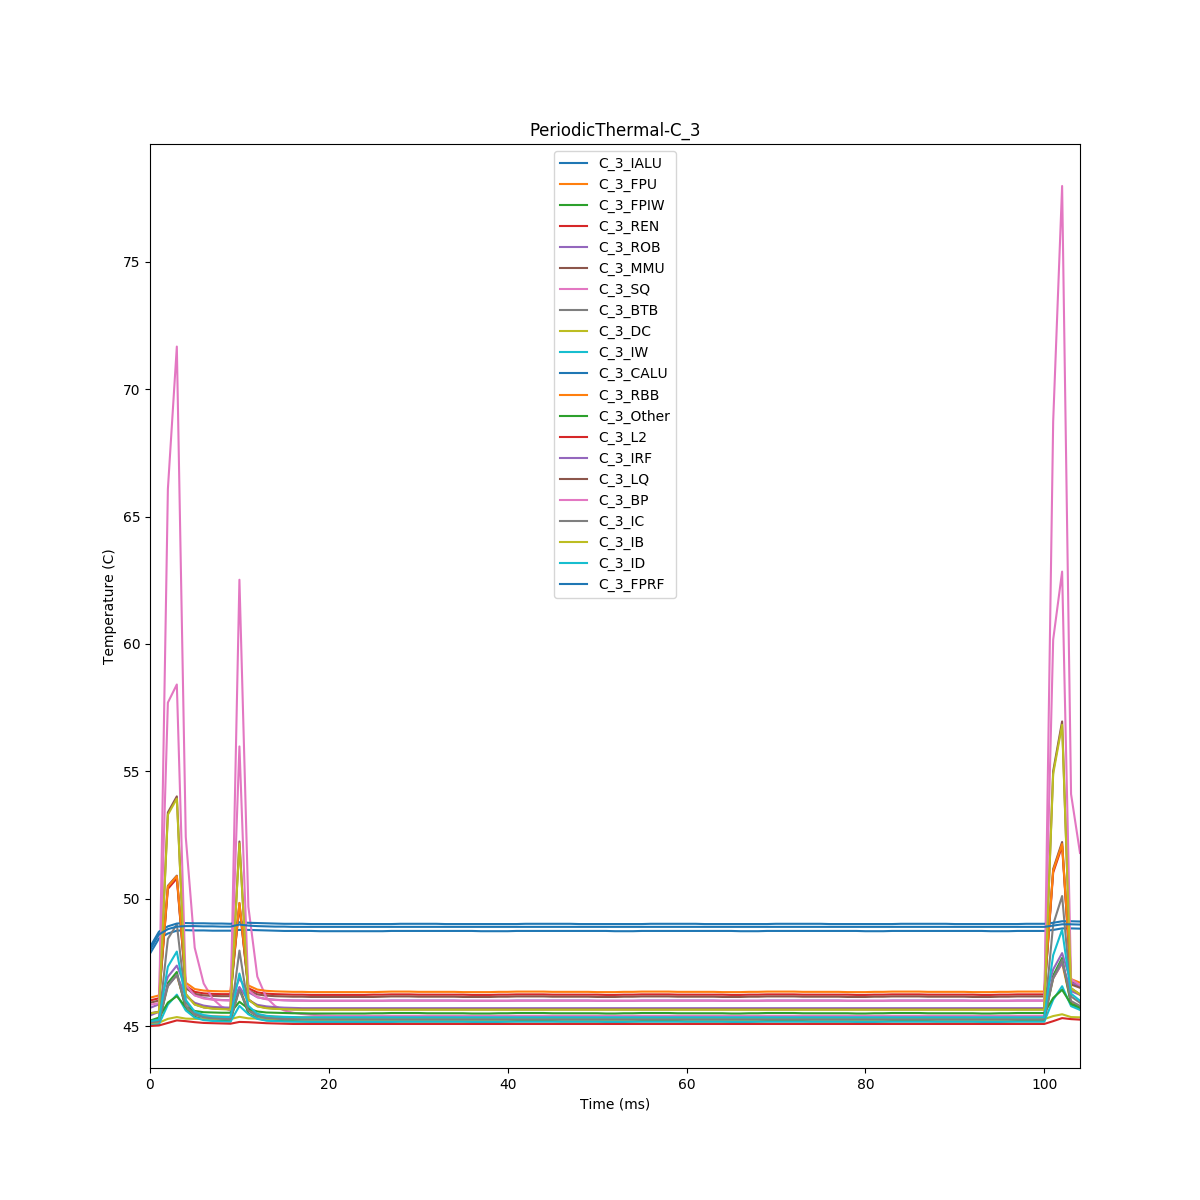 PeriodicThermal-C_3
C_3_IALU
C_3_FPU
C_3_FPIW
C_3_REN
C_3_ROB
C_3_MMU
C_3_SQ
C_3_BTB
C_3_DC
C_3_IW
C_3_CALU
C_3_RBB
C_3_Other
C_3_L2
C_3_IRF
C_3_LQ
C_3_BP
C_3_IC
C_3_IB
C_3_ID
C_3_FPRF
75
70
65
60
55
50
45
Temperature (C)
0 20 40 60 80 100
Time (ms)